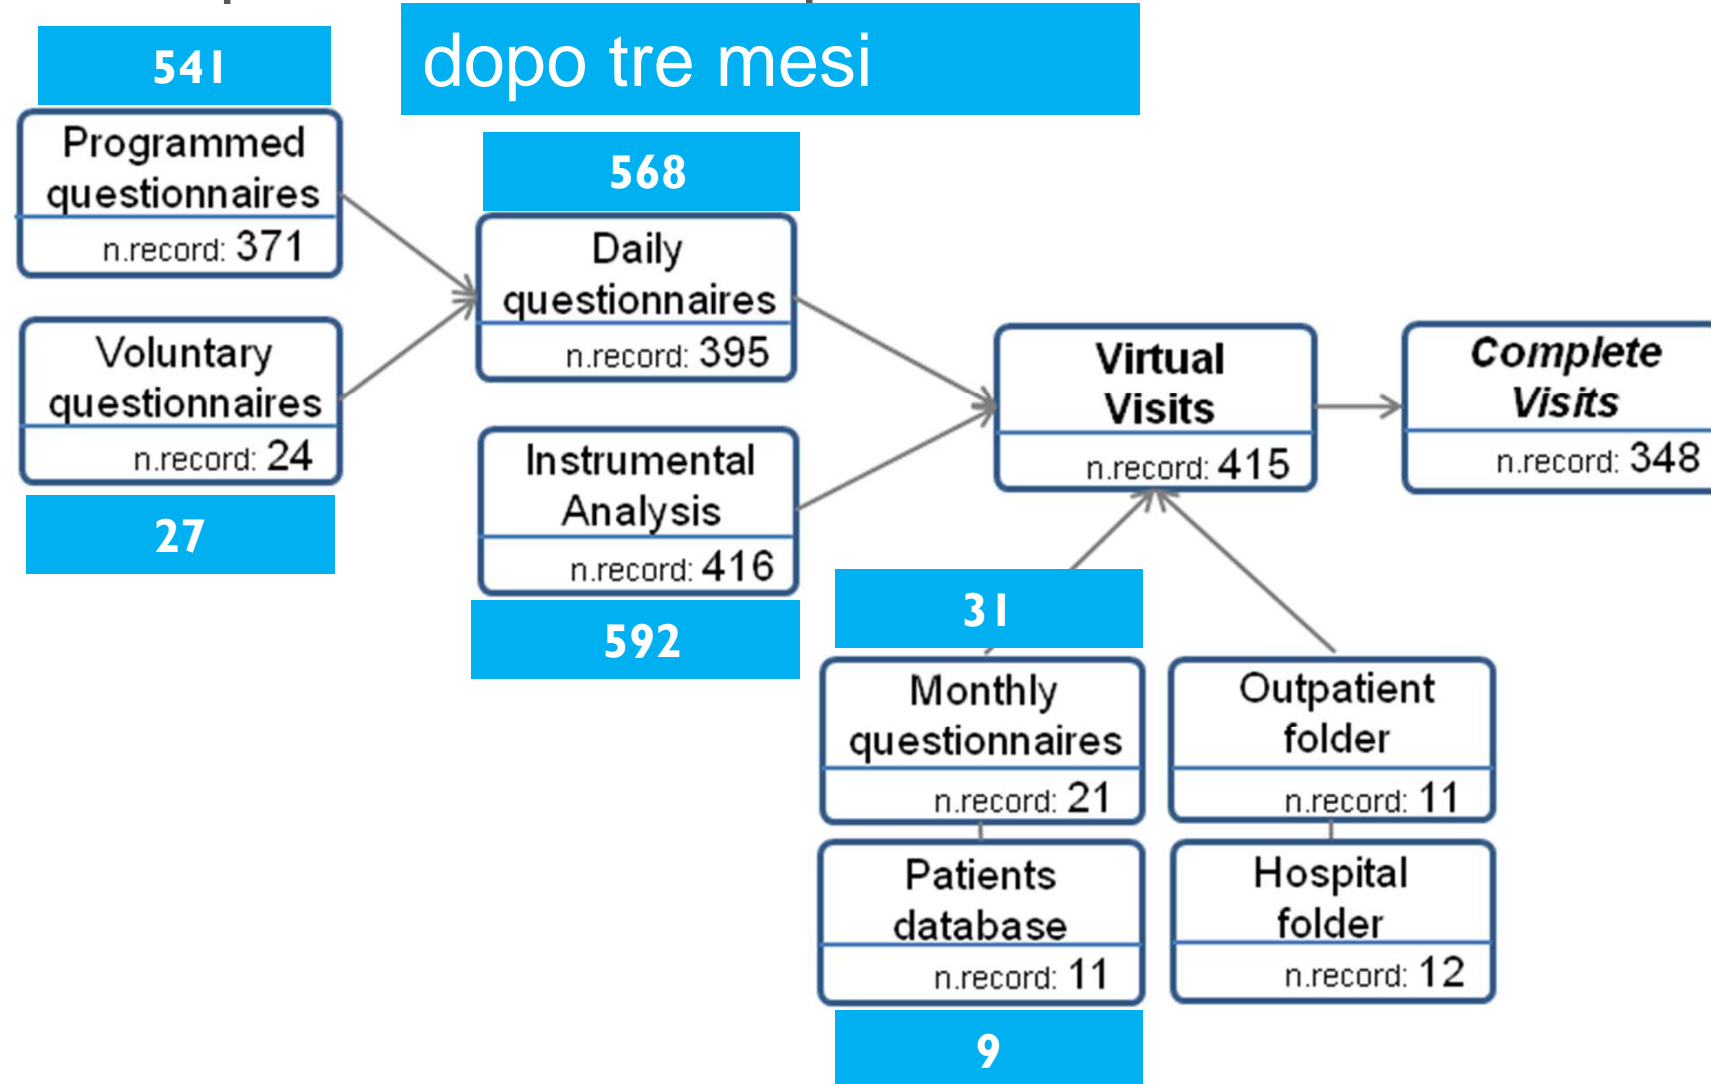 dopo tre mesi
541
Programmed
questionnaires
n.record: 371
Voluntary
questionnaires
n.record: 24
27
568
Daily
questionnaires
n.record: 395
Instrumental
Analysis
n.record: 416
592
Virtual
Visits
n.record: 415
Complete
Visits
n.record: 348
31
Monthly
questionnaires
n.record: 21
Patients
database
n.record: 11
9
Outpatient
folder
n.record: 11
Hospital
folder
n.record: 12